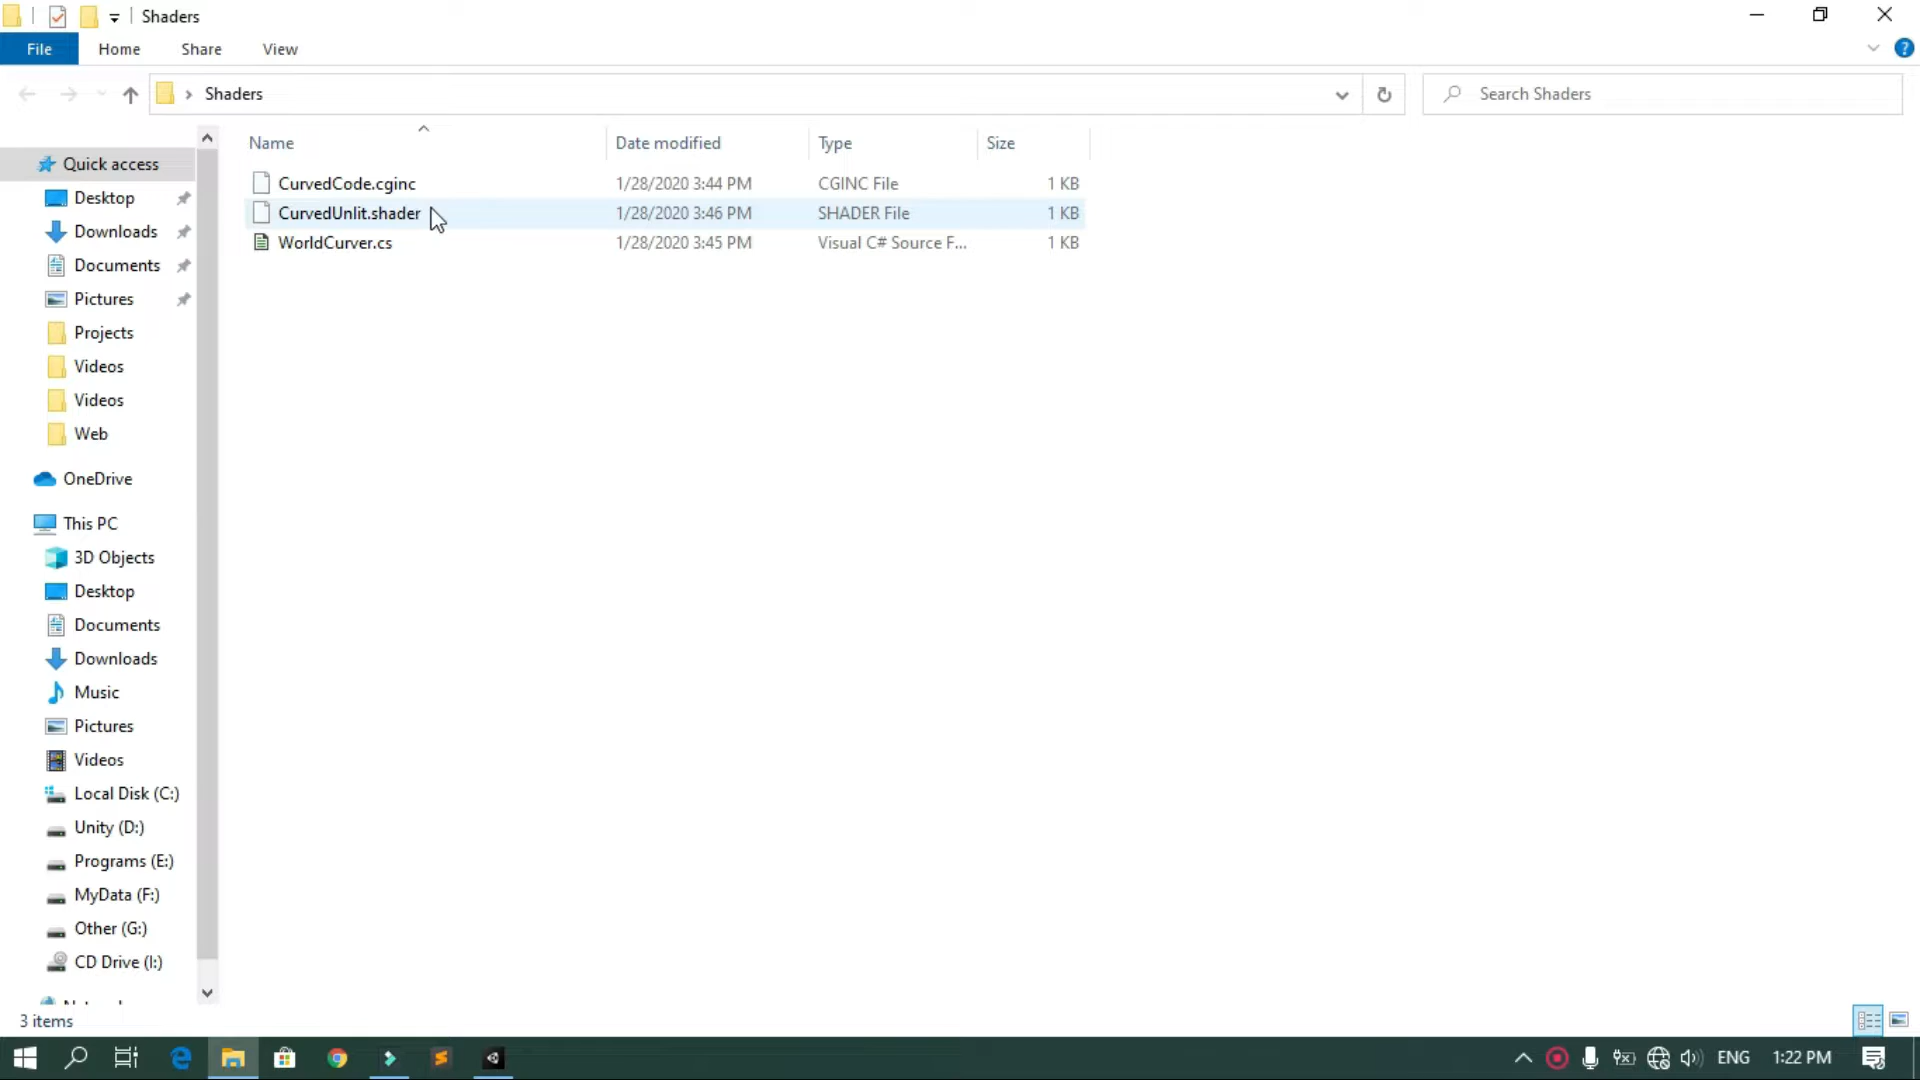 Shaders
File Home Share View
Shaders
Search Shaders
Name Date modified Type Size
CurvedCode.cginc 1/28/2020 3:44 PM CGINC File 1 KB
CurvedUnlit.shader 1/28/2020 3:46 PM SHADER File 1 KB
WorldCurver.cs 1/28/2020 3:45 PM Visual C# Source F... 1 KB
Quick access
Desktop
Downloads
Documents
Pictures
Projects
Videos
Videos
Web
OneDrive
This PC
3D Objects
Desktop
Documents
Downloads
Music
Pictures
Videos
Local Disk (C:)
Unity (D:)
Programs (E:)
MyData (F:)
Other (G:)
CD Drive (I:)
3 items
ENG 1:22 PM